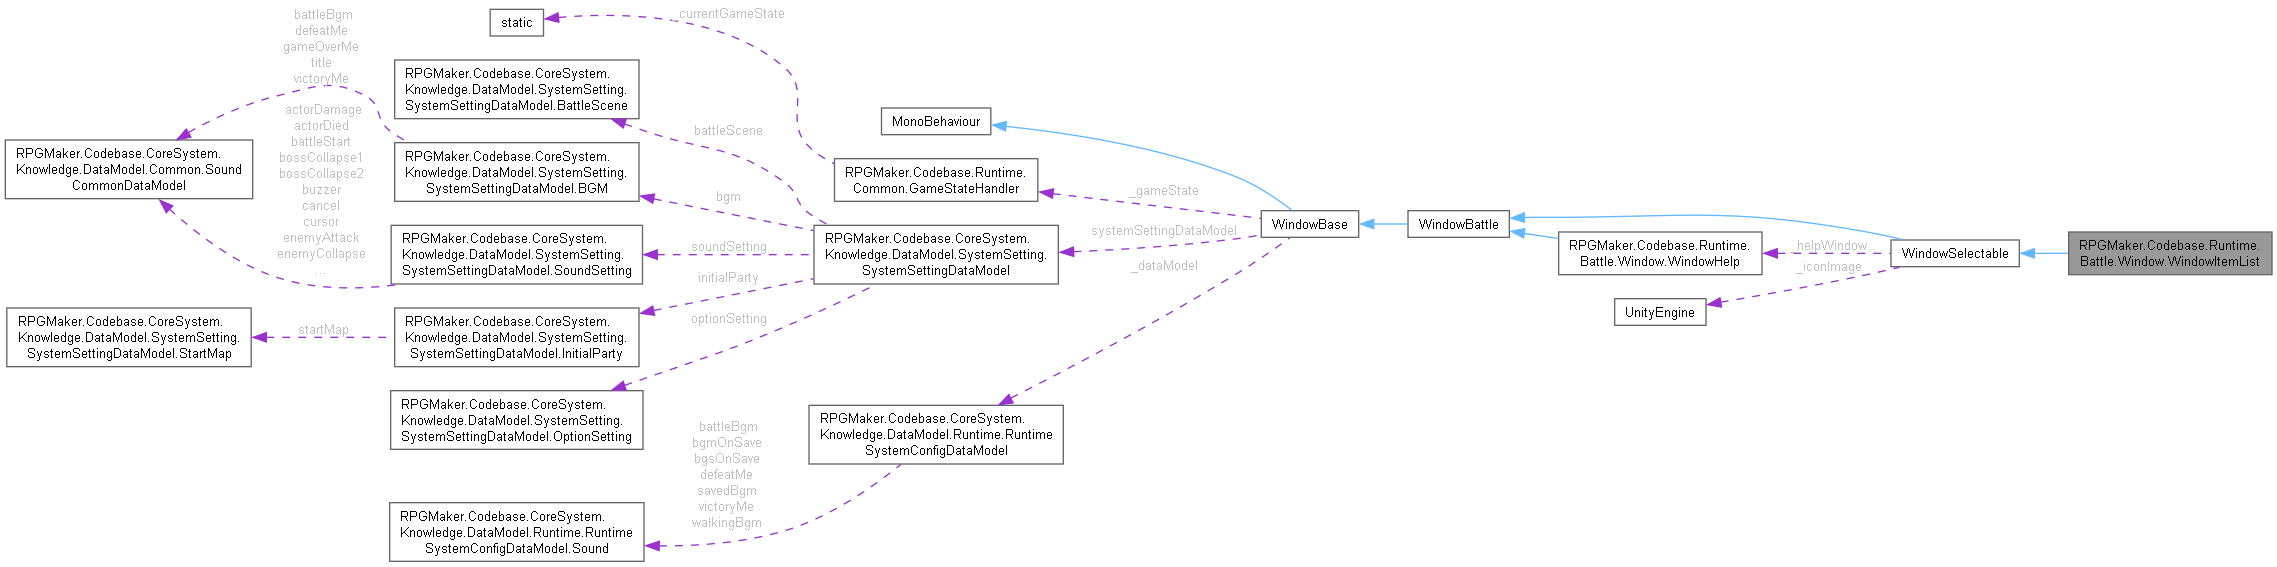 battleBgm
defeatMe
gameOverMe
title
victoryMe
actorDamage
actorDied
battleStart
bossCollapse1
bossCollapse2
buzzer
cancel
cursor
enemyAttack
enemyCollapse
...
RPGMaker.Codebase.CoreSystem.
Knowledge.DataModel.Common.Sound
CommonDataModel
RPGMaker.Codebase.CoreSystem.
Knowledge.DataModel.SystemSetting.
SystemSettingDataModel.StartMap
startMap
static
RPGMaker.Codebase.CoreSystem.
Knowledge.DataModel.SystemSetting.
SystemSettingDataModel.BattleScene
RPGMaker.Codebase.CoreSystem.
Knowledge.DataModel.SystemSetting.
SystemSettingDataModel.BGM
RPGMaker.Codebase.CoreSystem.
Knowledge.DataModel.SystemSetting.
SystemSettingDataModel.SoundSetting
RPGMaker.Codebase.CoreSystem.
Knowledge.DataModel.SystemSetting.
SystemSettingDataModel.InitialParty
RPGMaker.Codebase.CoreSystem.
Knowledge.DataModel.SystemSetting.
SystemSettingDataModel.OptionSetting
RPGMaker.Codebase.CoreSystem.
Knowledge.DataModel.Runtime.Runtime
SystemConfigDataModel.Sound
_currentGameState
battleScene
bgm
soundSetting
initialParty
optionSetting
battleBgm
bgmOnSave
bgsOnSave
defeatMe
savedBgm
victoryMe
walkingBgm
MonoBehaviour
RPGMaker.Codebase.Runtime.
Common.GameStateHandler
RPGMaker.Codebase.CoreSystem.
Knowledge.DataModel.SystemSetting.
SystemSettingDataModel
RPGMaker.Codebase.CoreSystem.
Knowledge.DataModel.Runtime.Runtime
SystemConfigDataModel
_gameState
systemSettingDataModel
_dataModel
WindowBase
WindowBattle
RPGMaker.Codebase.Runtime.
Battle.Window.WindowHelp
UnityEngine
_helpWindow
_iconImage
WindowSelectable
RPGMaker.Codebase.Runtime.
Battle.Window.WindowItemList